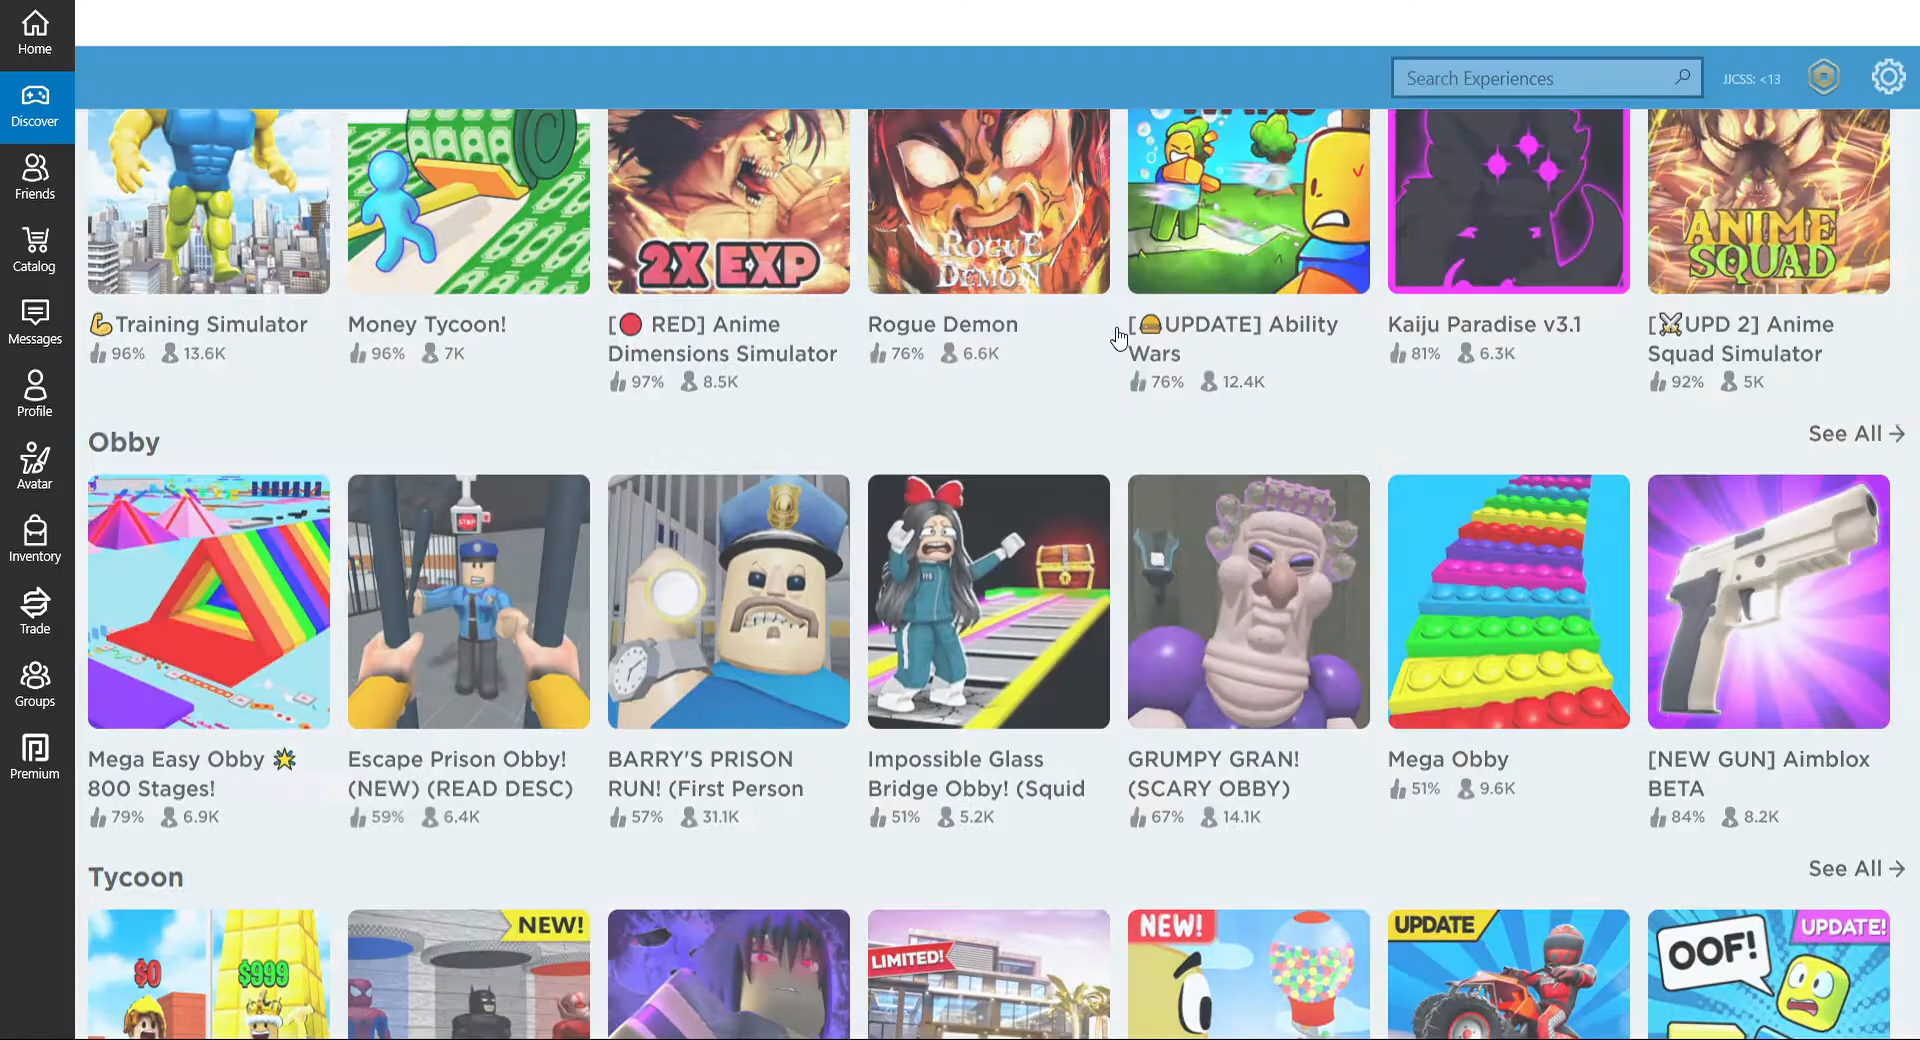 Home
Discover
Friends
Catalog
Messages
Profile
Avatar
Inventory
Trade
Groups
Premium
Search Experiences
JJCSS: <13
2X EXP
ROGUE
DEMON
ANIME
SQUAD
💪Training Simulator
96% 13.6K
Money Tycoon!
96% 7K
[🔴 RED] Anime
Dimensions Simulator
97% 8.5K
Rogue Demon
76% 6.6K
[🍔UPDATE] Ability
Wars
76% 12.4K
Kaiju Paradise v3.1
81% 6.3K
[⚔️UPD 2] Anime
Squad Simulator
92% 5K
Obby
See All →
STOP
Mega Easy Obby 🌟
800 Stages!
79% 6.9K
Escape Prison Obby!
(NEW) (READ DESC)
59% 6.4K
BARRY'S PRISON
RUN! (First Person
57% 31.1K
Impossible Glass
Bridge Obby! (Squid
51% 5.2K
GRUMPY GRAN!
(SCARY OBBY)
67% 14.1K
Mega Obby
51% 9.6K
[NEW GUN] Aimblox
BETA
84% 8.2K
Tycoon
See All →
$0
$999
NEW!
LIMITED!
NEW!
UPDATE
OOF!
UPDATE!